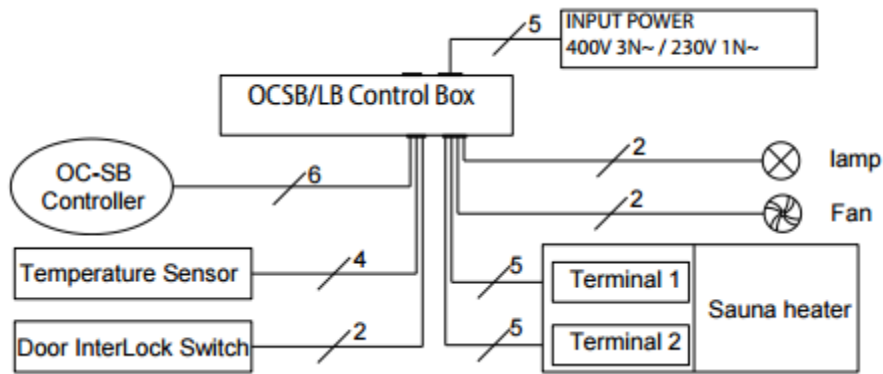 5
INPUT POWER
400V 3N~ / 230V 1N~
OCSB/LB Control Box
OC-SB
Controller
6
2
lamp
2
Fan
Temperature Sensor
4
5
Terminal 1
Sauna heater
Door InterLock Switch
2
5
Terminal 2